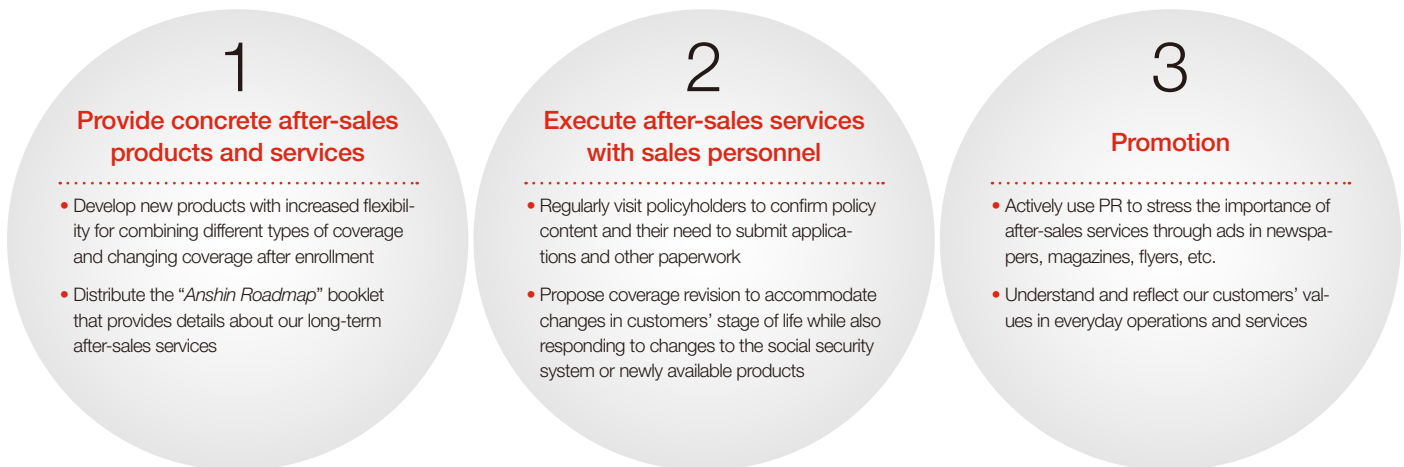 1
Provide concrete after-sales
products and services
• Develop new products with increased flexibil-
ity for combining different types of coverage
and changing coverage after enrollment
• Distribute the “Anshin Roadmap” booklet
that provides details about our long-term
after-sales services
2
Execute after-sales services
with sales personnel
• Regularly visit policyholders to confirm policy
content and their need to submit applica-
tions and other paperwork
• Propose coverage revision to accommodate
changes in customers’ stage of life while also
responding to changes to the social security
system or newly available products
3
Promotion
• Actively use PR to stress the importance of
after-sales services through ads in newspa-
pers, magazines, flyers, etc.
• Understand and reflect our customers’ val-
ues in everyday operations and services